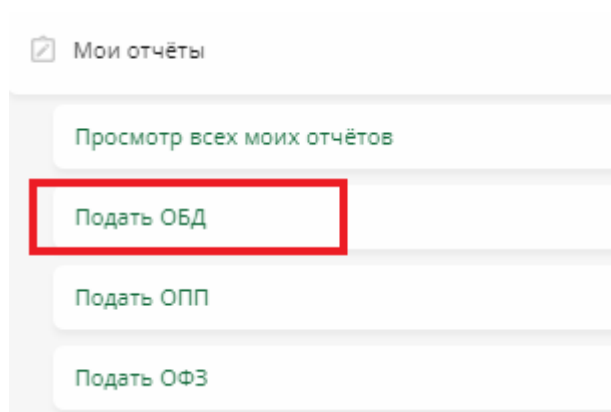 Мои отчёты
Просмотр всех моих отчётов
Подать ОБД
Подать ОПП
Подать ОФЗ